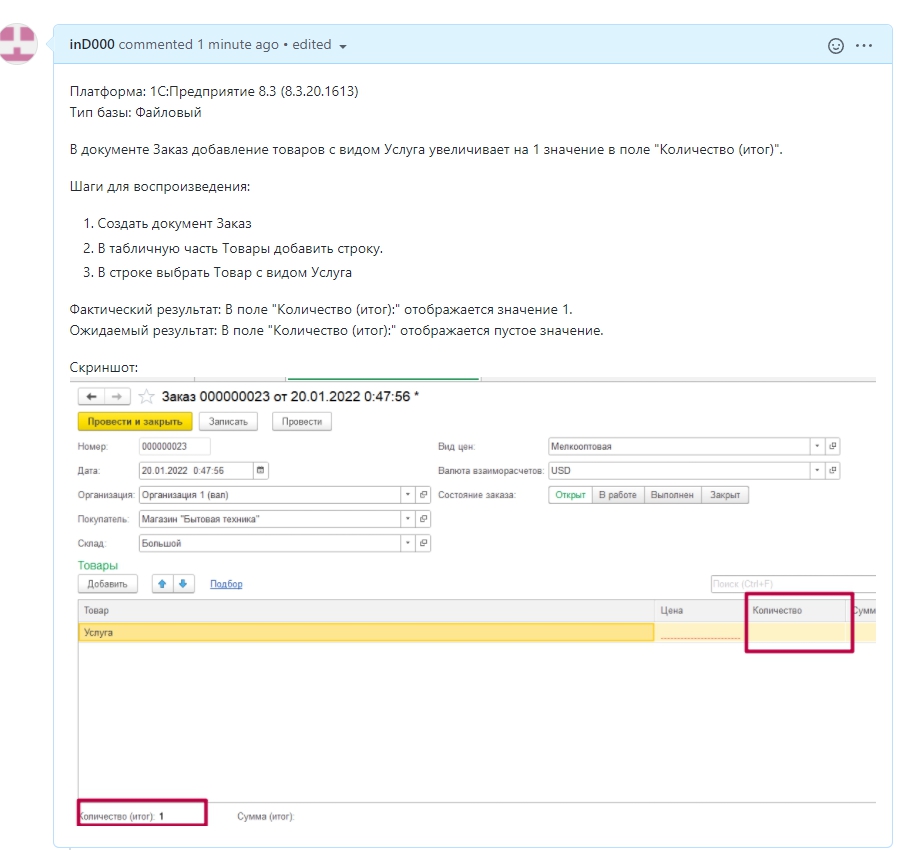 inD000 commented 1 minute ago • edited
Платформа: 1С:Предприятие 8.3 (8.3.20.1613)
Тип базы: Файловый
В документе Заказ добавление товаров с видом Услуга увеличивает на 1 значение в поле "Количество (итог)".
Шаги для воспроизведения:
1. Создать документ Заказ
2. В табличную часть Товары добавить строку.
3. В строке выбрать Товар с видом Услуга
Фактический результат: В поле "Количество (итог):" отображается значение 1.
Ожидаемый результат: В поле "Количество (итог):" отображается пустое значение.
Скриншот:
Заказ 000000023 от 20.01.2022 0:47:56 *
Провести и закрыть Записать Провести
Номер: 000000023 Вид цен: Мелкооптовая
Дата: 20.01.2022 0:47:56 Валюта взаиморасчетов: USD
Организация: Организация 1 (вал) Состояние заказа: Открыт В работе Выполнен Закрыт
Покупатель: Магазин "Бытовая техника"
Склад: Большой
Товары
Добавить Подбор Поиск (Ctrl+F)
Товар Цена Количество Сумм
Услуга
Количество (итог): 1 Сумма (итог):